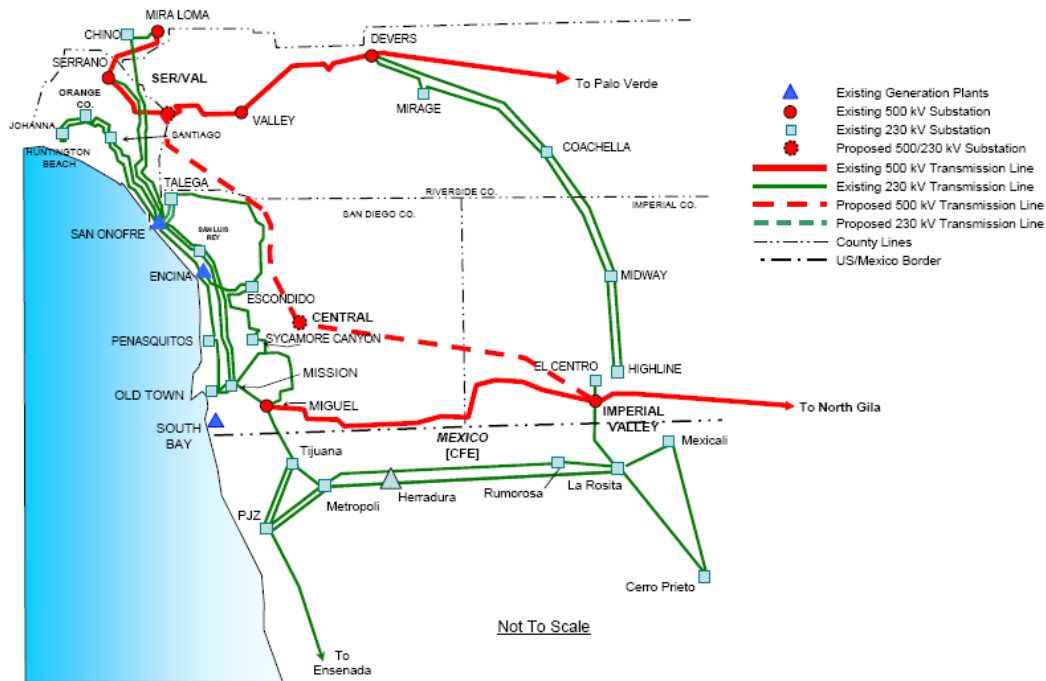 MIRA LOMA
CHINO
DEVERS
SERRANO
SER/VAL
To Palo Verde
ORANGE
CO.
MIRAGE
JOHANNA
SANTIAGO
VALLEY
HUNTINGTON
BEACH
COACHELLA
TALEGA
RIVERSIDE CO.
SAN DIEGO CO.
IMPERIAL CO.
SAN ONOFRE
SAN LUIS
REY
ENCINA
MIDWAY
ESCONDIDO
CENTRAL
PENASQUITOS
SYCAMORE CANYON
EL CENTRO
HIGHLINE
MISSION
OLD TOWN
MIGUEL
To North Gila
IMPERIAL
VALLEY
SOUTH
BAY
MEXICO
[CFE]
Mexicali
Tijuana
Metropoli
Herradura
Rumorosa
La Rosita
PJZ
Cerro Prieto
Not To Scale
To
Ensenada
Existing Generation Plants
Existing 500 kV Substation
Existing 230 kV Substation
Proposed 500/230 kV Substation
Existing 500 kV Transmission Line
Existing 230 kV Transmission Line
Proposed 500 kV Transmission Line
Proposed 230 kV Transmission Line
County Lines
US/Mexico Border